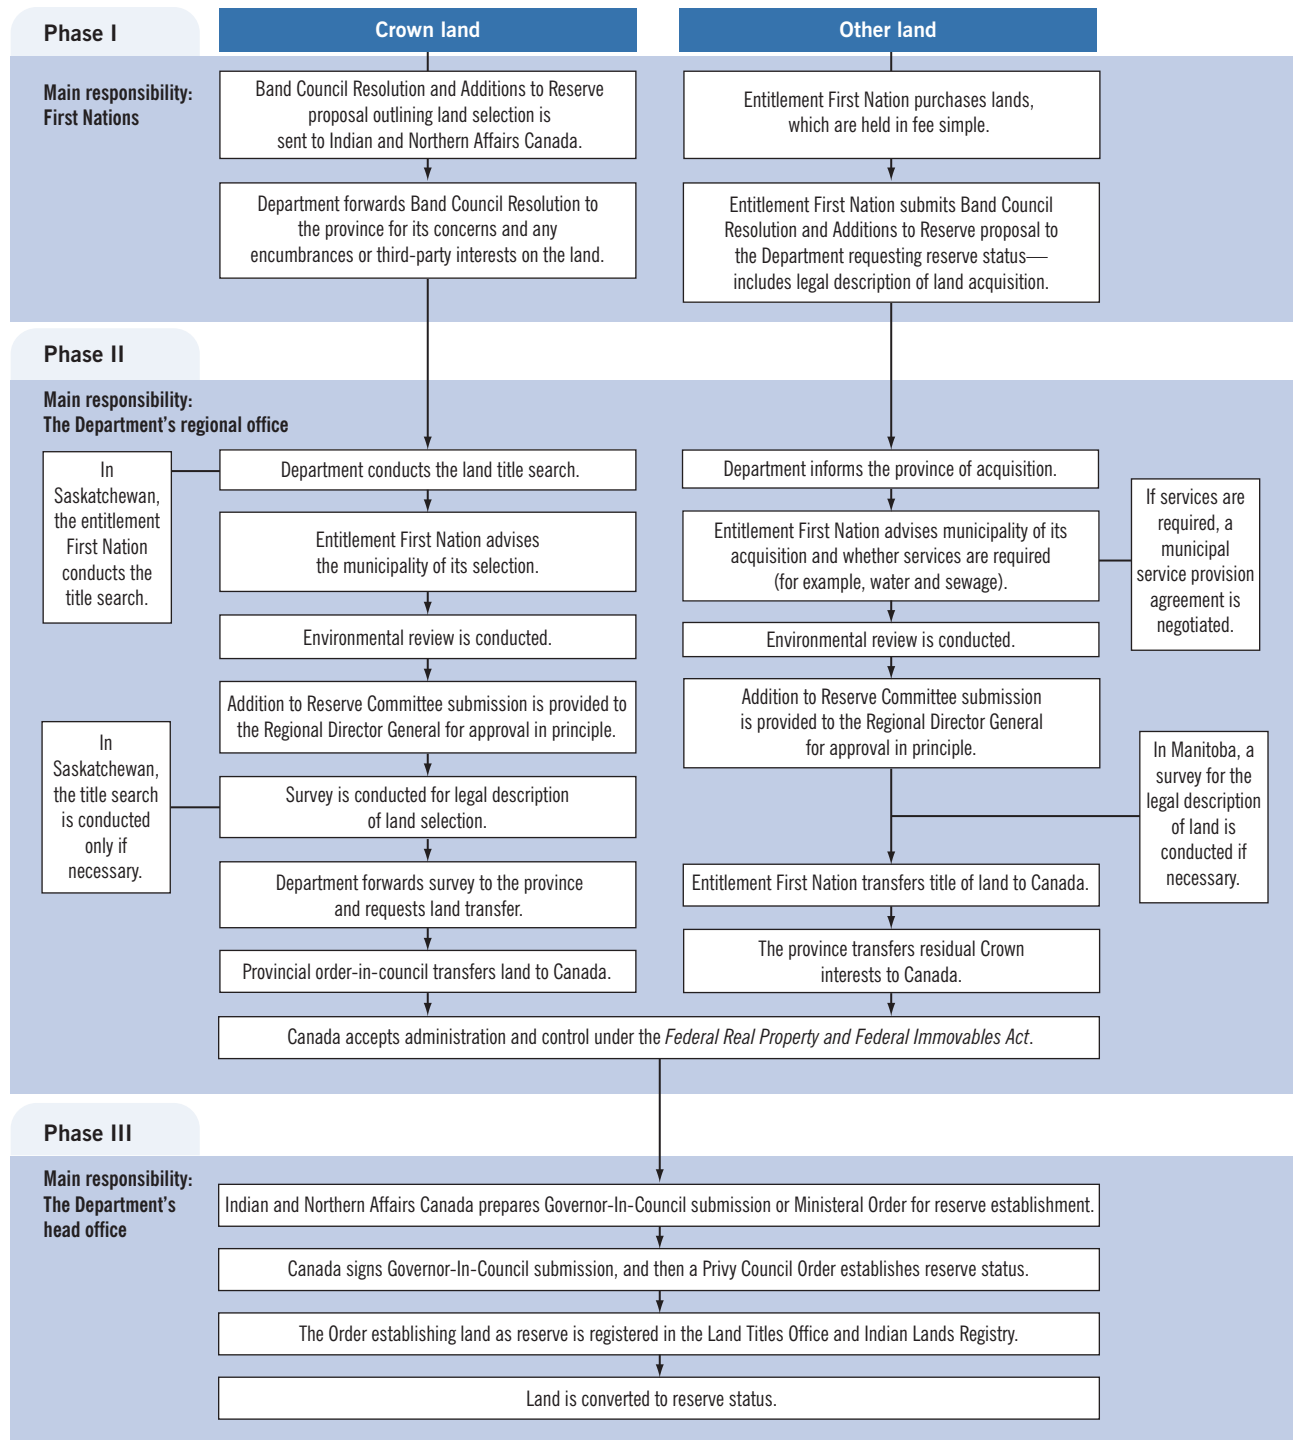 Phase I
Crown land
Other land
Main responsibility:
First Nations
Band Council Resolution and Additions to Reserve
proposal outlining land selection is
sent to Indian and Northern Affairs Canada.
Department forwards Band Council Resolution to
the province for its concerns and any
encumbrances or third-party interests on the land.
Entitlement First Nation purchases lands,
which are held in fee simple.
Entitlement First Nation submits Band Council
Resolution and Additions to Reserve proposal to
the Department requesting reserve status—
includes legal description of land acquisition.
Phase II
Main responsibility:
The Department's regional office
In
Saskatchewan,
the entitlement
First Nation
conducts the
title search.
Department conducts the land title search.
Entitlement First Nation advises
the municipality of its selection.
Environmental review is conducted.
Addition to Reserve Committee submission is provided to
the Regional Director General for approval in principle.
In
Saskatchewan,
the title search
is conducted
only if
necessary.
Survey is conducted for legal description
of land selection.
Department forwards survey to the province
and requests land transfer.
Provincial order-in-council transfers land to Canada.
Department informs the province of acquisition.
Entitlement First Nation advises municipality of its
acquisition and whether services are required
(for example, water and sewage).
If services are
required, a
municipal
service provision
agreement is
negotiated.
Environmental review is conducted.
Addition to Reserve Committee submission
is provided to the Regional Director General
for approval in principle.
In Manitoba, a
survey for the
legal description
of land is
conducted if
necessary.
Entitlement First Nation transfers title of land to Canada.
The province transfers residual Crown
interests to Canada.
Canada accepts administration and control under the Federal Real Property and Federal Immovables Act.
Phase III
Main responsibility:
The Department's
head office
Indian and Northern Affairs Canada prepares Governor-In-Council submission or Ministeral Order for reserve establishment.
Canada signs Governor-In-Council submission, and then a Privy Council Order establishes reserve status.
The Order establishing land as reserve is registered in the Land Titles Office and Indian Lands Registry.
Land is converted to reserve status.